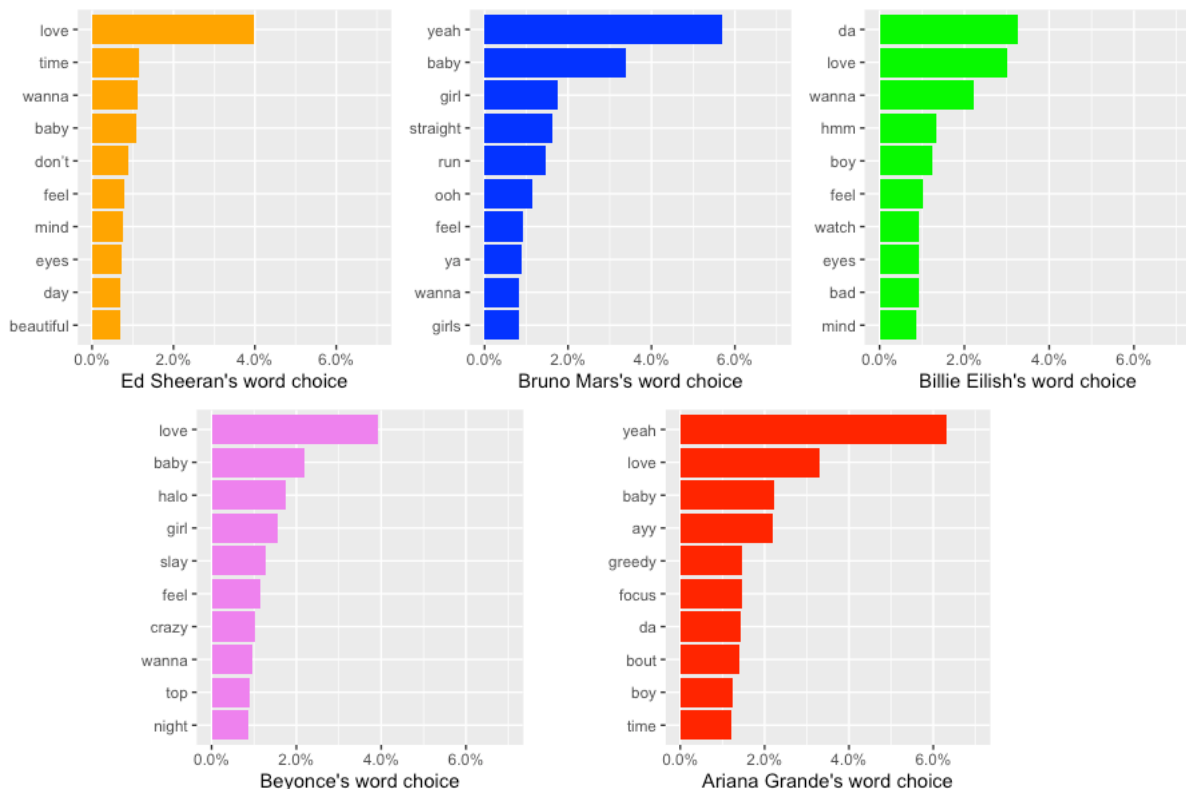 love
time
wanna
baby
don't
feel
mind
eyes
day
beautiful
0.0% 2.0% 4.0% 6.0%
Ed Sheeran's word choice
yeah
baby
girl
straight
run
ooh
feel
ya
wanna
girls
0.0% 2.0% 4.0% 6.0%
Bruno Mars's word choice
da
love
wanna
hmm
boy
feel
watch
eyes
bad
mind
0.0% 2.0% 4.0% 6.0%
Billie Eilish's word choice
love
baby
halo
girl
slay
feel
crazy
wanna
top
night
0.0% 2.0% 4.0% 6.0%
Beyonce's word choice
yeah
love
baby
ayy
greedy
focus
da
bout
boy
time
0.0% 2.0% 4.0% 6.0%
Ariana Grande's word choice